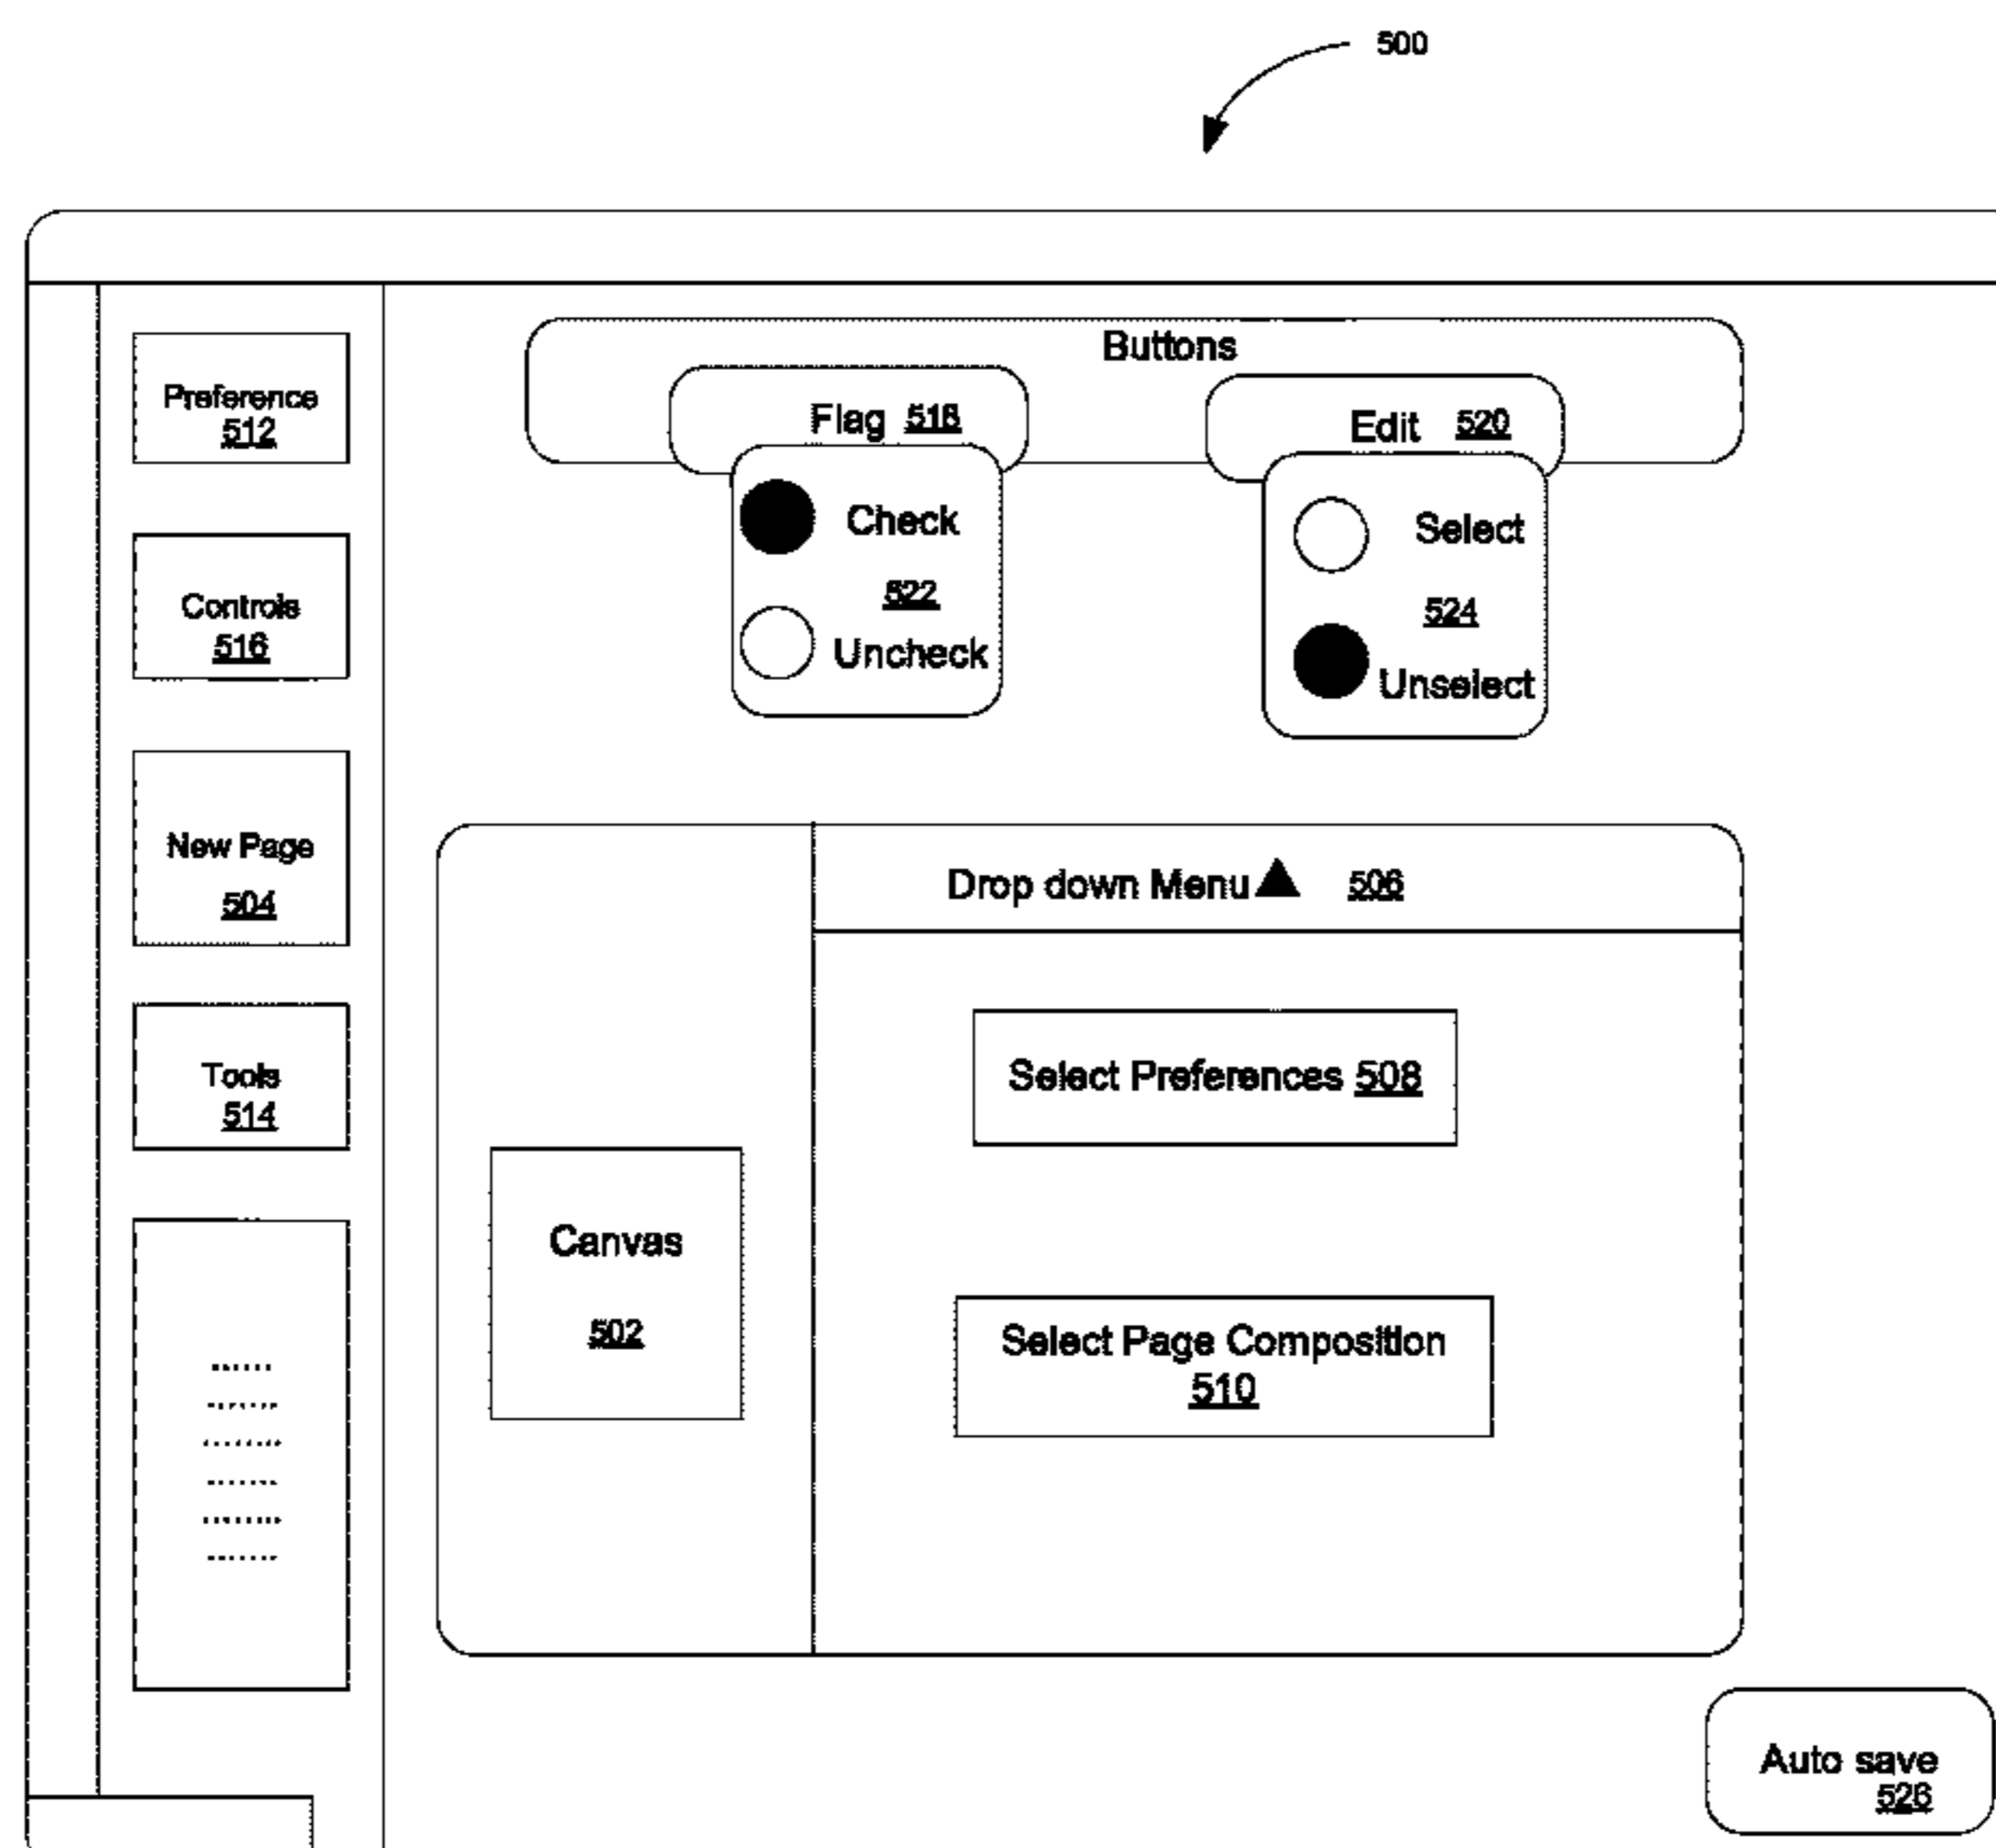 500
Buttons
Preference
512
Flag 518
Edit 520
Check
522
Uncheck
Select
524
Unselect
Controls
516
New Page
504
Tools
514
Drop down Menu▲ 506
Select Preferences 508
Canvas
502
Select Page Composition
510
Auto save
526